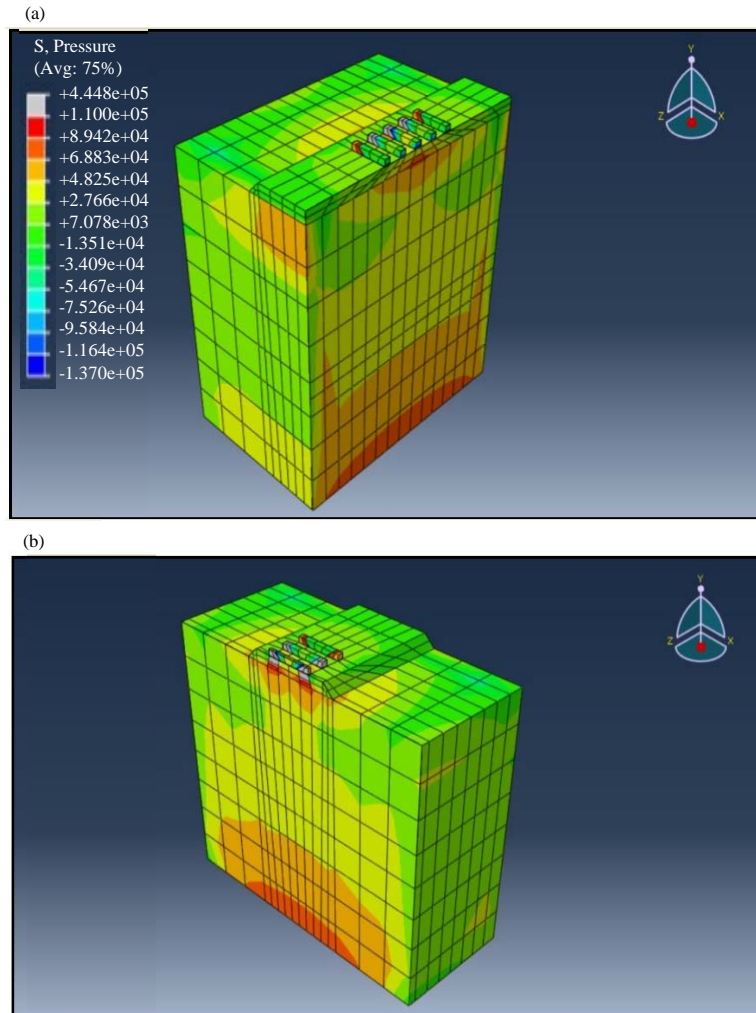 (a)
S, Pressure
(Avg: 75%)
+4.448e+05
+1.100e+05
+8.942e+04
+6.883e+04
+4.825e+04
+2.766e+04
+7.078e+03
-1.351e+04
-3.409e+04
-5.467e+04
-7.526e+04
-9.584e+04
-1.164e+05
-1.370e+05
Y
Z X
(b)
Y
Z X